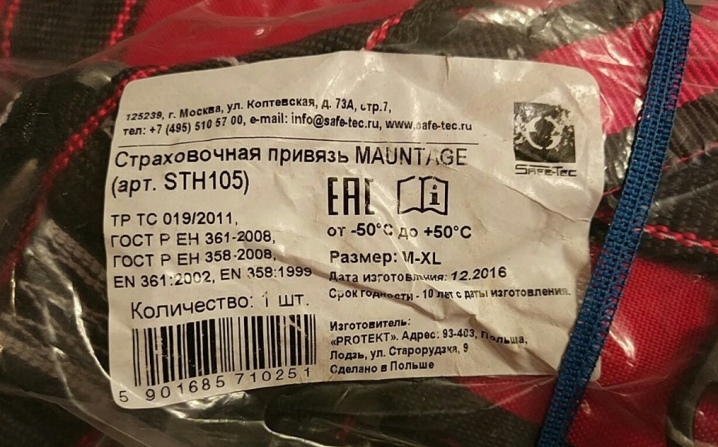 125239, г. Москва, ул. Коптевская, д. 73А, стр.7,
тел: +7 (495) 510 57 00, e-mail: info@safe-tec.ru, www.safe-tec.ru
SAFE-TEC
Страховочная привязь MAUNTAGE
(арт. STH105)
EAC
ТР ТС 019/2011,
ГОСТ Р ЕН 361-2008,
ГОСТ Р ЕН 358-2008,
EN 361:2002, EN 358:1999
Количество: 1 шт.
5 901685 710251
от -50°C до +50°C
Размер: M-XL
Дата изготовления: 12.2016
Срок годности - 10 лет с даты изготовления.
Изготовитель:
«PROTEKT». Адрес: 93-403, Польша,
Лодзь, ул. Старорудзка, 9
Сделано в Польше